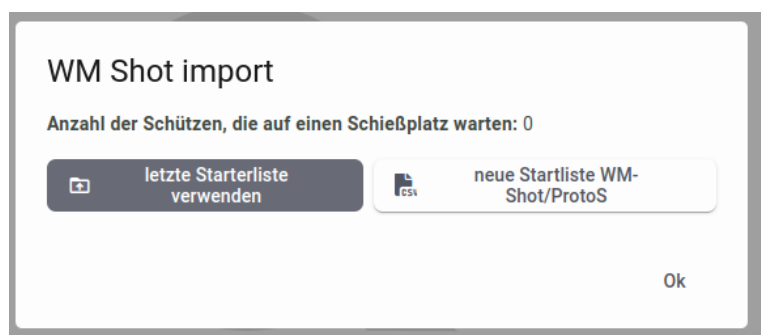 WM Shot import
Anzahl der Schützen, die auf einen Schießplatz warten: 0
letzte Starterliste
verwenden
CSV
neue Startliste WM-
Shot/ProtoS
Ok